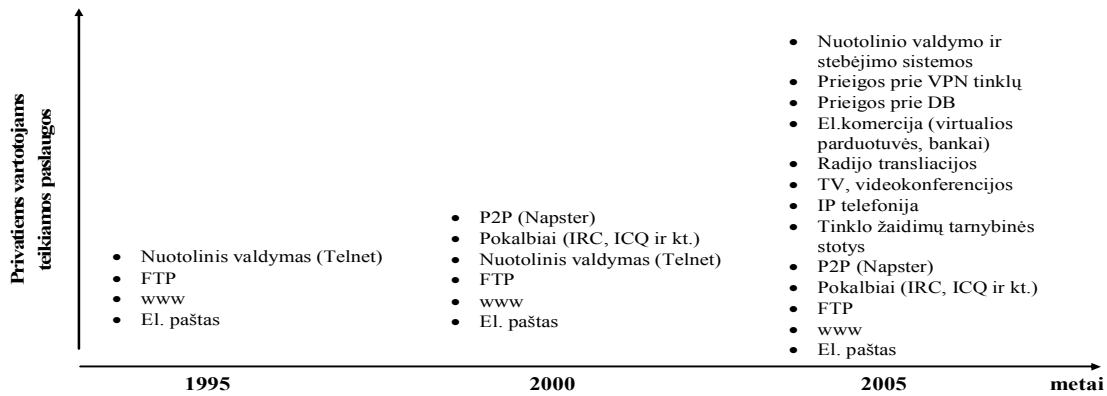 Privatiems vartotojams
teikiamos paslaugos
• Nuotolinis valdymas (Telnet)
• FTP
• www
• El. paštas
• P2P (Napster)
• Pokalbiai (IRC, ICQ ir kt.)
• Nuotolinis valdymas (Telnet)
• FTP
• www
• El. paštas
• Nuotolinio valdymo ir
stebėjimo sistemos
• Prieigos prie VPN tinklų
• Prieigos prie DB
• El.komercija (virtualios
parduotuvės, bankai)
• Radijo transliacijos
• TV, videokonferencijos
• IP telefonija
• Tinklo žaidimų tarnybinės
stotys
• P2P (Napster)
• Pokalbiai (IRC, ICQ ir kt.)
• FTP
• www
• El. paštas
1995
2000
2005
metai